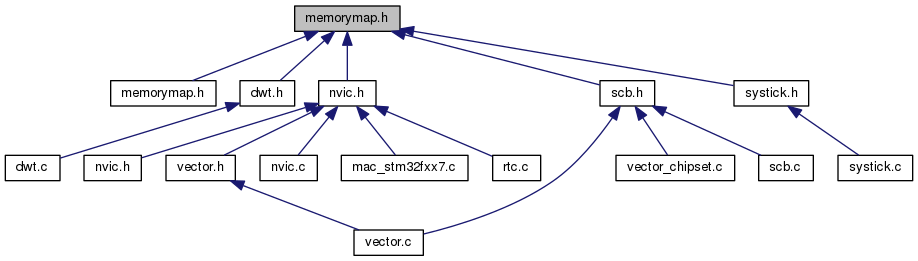 memorymap.h
memorymap.h
dwt.h
nvic.h
scb.h
systick.h
dwt.c
nvic.h
vector.h
nvic.c
mac_stm32fxx7.c
rtc.c
vector_chipset.c
scb.c
systick.c
vector.c